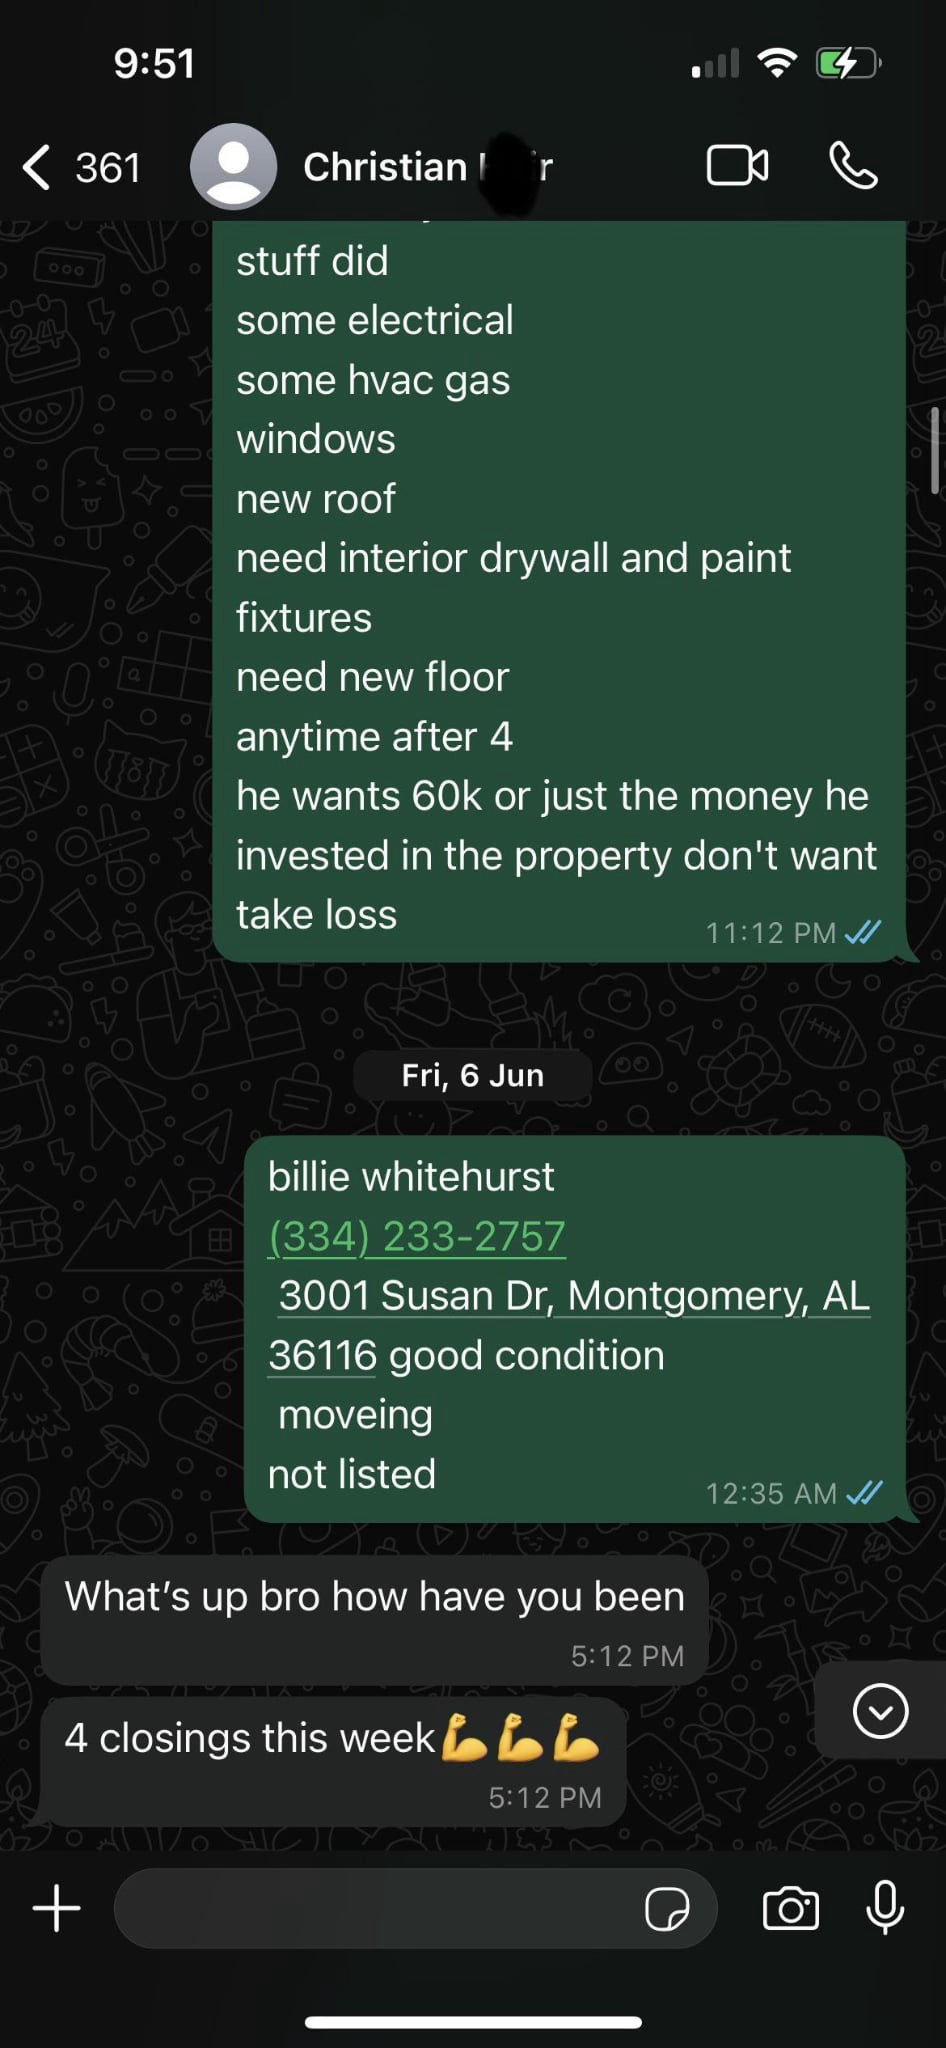 9:51
361
Christian
stuff did
some electrical
some hvac gas
windows
new roof
need interior drywall and paint
fixtures
need new floor
anytime after 4
he wants 60k or just the money he
invested in the property don't want
take loss
11:12 PM
Fri, 6 Jun
billie whitehurst
(334) 233-2757
3001 Susan Dr, Montgomery, AL
36116 good condition
moveing
not listed
12:35 AM
What's up bro how have you been
5:12 PM
4 closings this week💪💪💪
5:12 PM